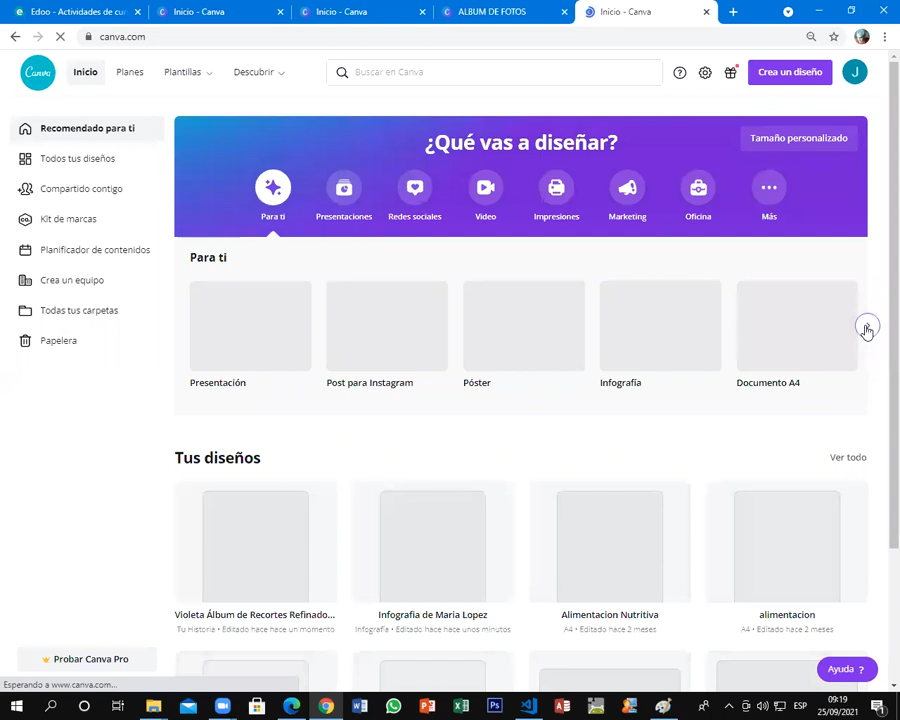 Edoo - Actividades de cu
Inicio - Canva
Inicio - Canva
ALBUM DE FOTOS
Inicio - Canva
canva.com
Canva
Inicio
Planes
Plantillas
Descubrir
Buscar en Canva
Crea un diseño
J
Recomendado para ti
Todos tus diseños
Compartido contigo
Kit de marcas
Planificador de contenidos
Crea un equipo
Todas tus carpetas
Papelera
¿Qué vas a diseñar?
Tamaño personalizado
Para ti
Presentaciones
Redes sociales
Video
Impresiones
Marketing
Oficina
Más
Para ti
Presentación
Post para Instagram
Póster
Infografía
Documento A4
Tus diseños
Ver todo
Violeta Álbum de Recortes Refinado...
Tu Historia • Editado hace hace un momento
Infografia de Maria Lopez
Infografía • Editado hace unos minutos
Alimentacion Nutritiva
A4 • Editado hace 2 meses
alimentacion
A4 • Editado hace 2 meses
Probar Canva Pro
Ayuda ?
Esperando a www.canva.com...
ESP
09:19
25/09/2021